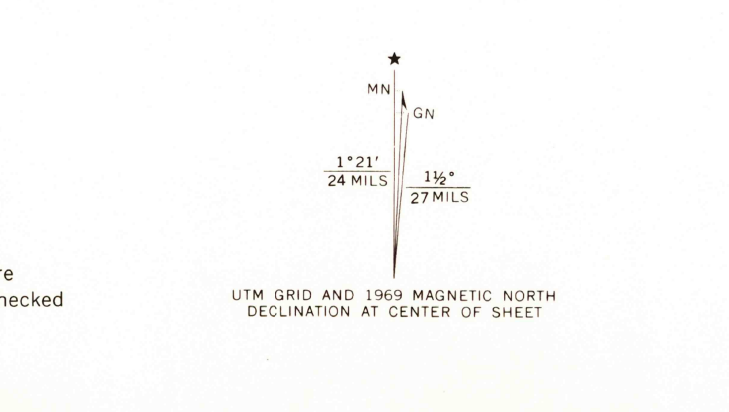 MN
GN
1°21'
24 MILS
1½°
27 MILS
re
hecked
UTM GRID AND 1969 MAGNETIC NORTH
DECLINATION AT CENTER OF SHEET